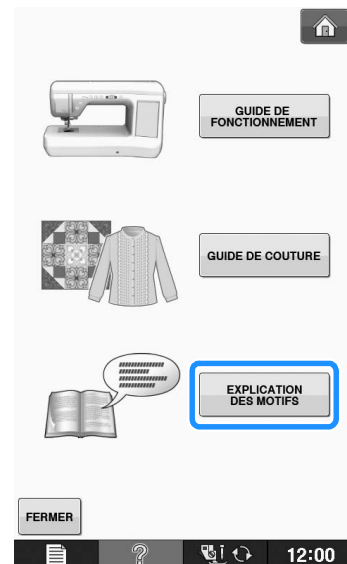 GUIDE DE
FONCTIONNEMENT
GUIDE DE COUTURE
EXPLICATION
DES MOTIFS
FERMER
12:00